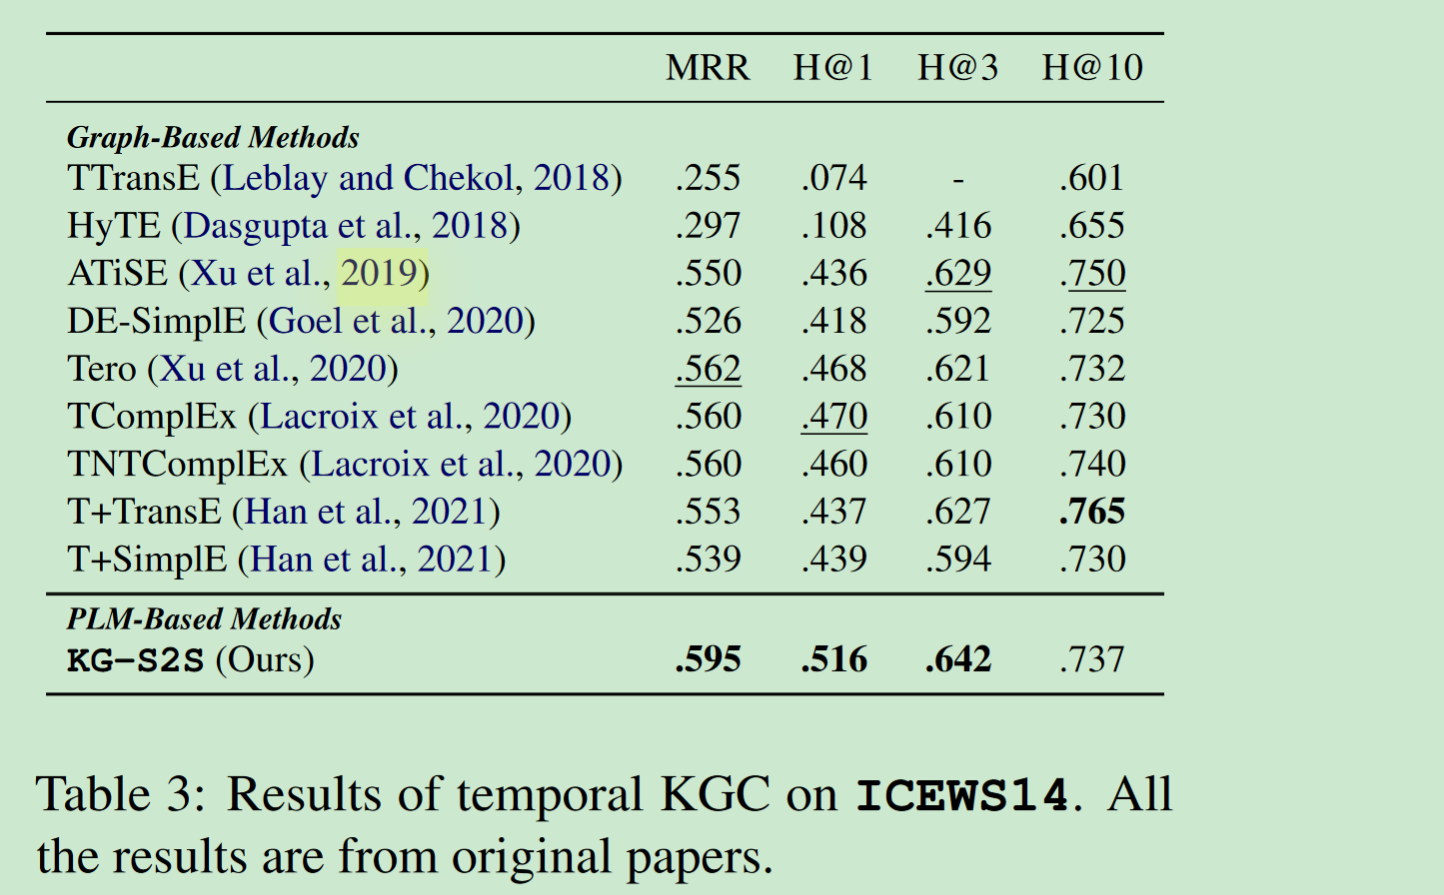 MRR H@1 H@3 H@10
Graph-Based Methods
TTransE (Leblay and Chekol, 2018) .255 .074 - .601
HyTE (Dasgupta et al., 2018) .297 .108 .416 .655
ATiSE (Xu et al., 2019) .550 .436 .629 .750
DE-SimplE (Goel et al., 2020) .526 .418 .592 .725
Tero (Xu et al., 2020) .562 .468 .621 .732
TComplEx (Lacroix et al., 2020) .560 .470 .610 .730
TNTComplEx (Lacroix et al., 2020) .560 .460 .610 .740
T+TransE (Han et al., 2021) .553 .437 .627 .765
T+SimplE (Han et al., 2021) .539 .439 .594 .730
PLM-Based Methods
KG-S2S (Ours) .595 .516 .642 .737
Table 3: Results of temporal KGC on ICEWS14. All
the results are from original papers.